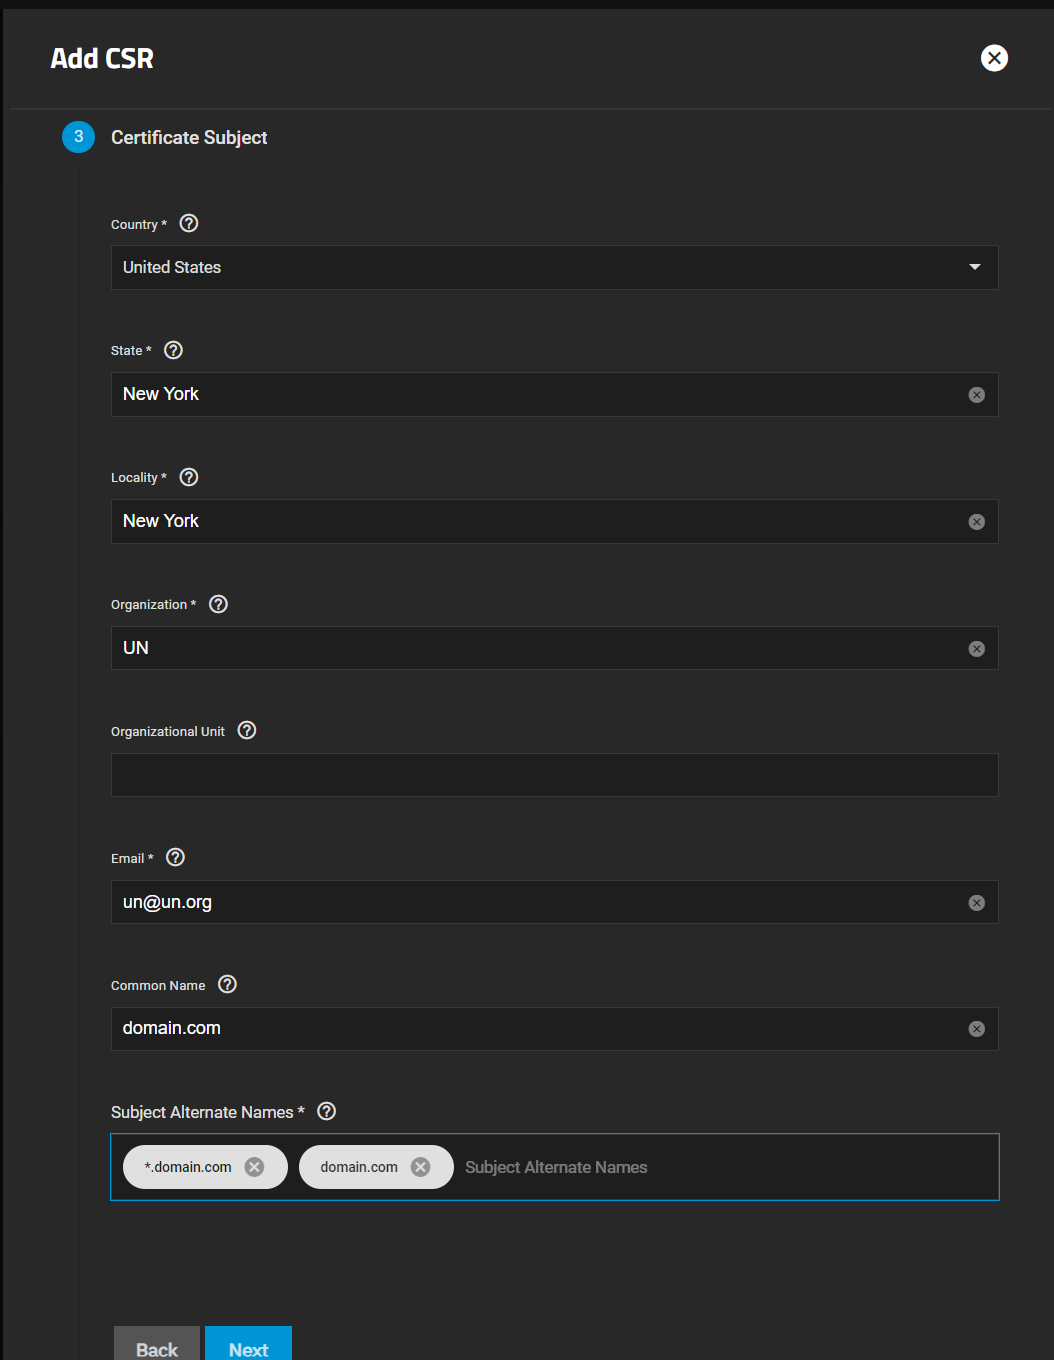 Add CSR
3 Certificate Subject
Country *
United States
State *
New York
Locality *
New York
Organization *
UN
Organizational Unit
Email *
un@un.org
Common Name
domain.com
Subject Alternate Names *
*.domain.com domain.com Subject Alternate Names
Back Next